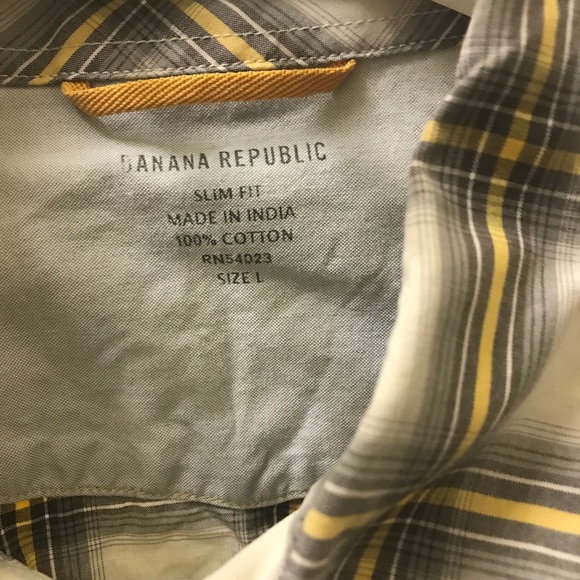 BANANA REPUBLIC
SLIM FIT
MADE IN INDIA
100% COTTON
RN54023
SIZE L